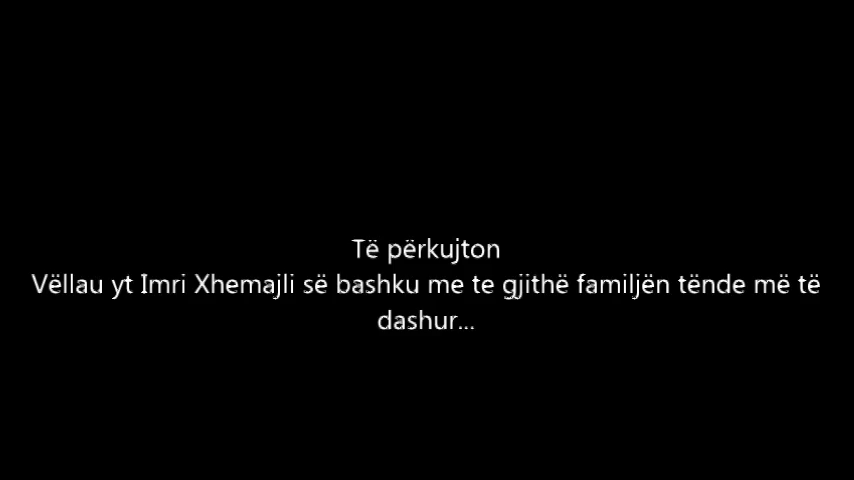 Të përkujton
Vëllau yt Imri Xhemajli së bashku me te gjithë familjën tënde më të
dashur...